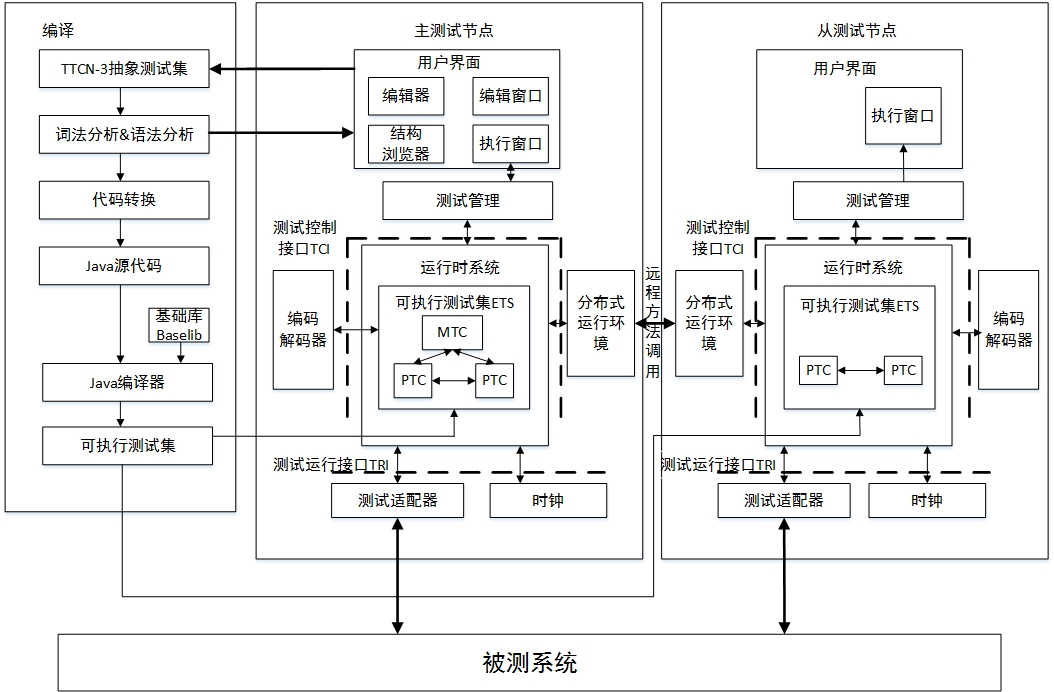 编译
TTCN-3抽象测试集
词法分析&语法分析
代码转换
Java源代码
基础库
Baselib
Java编译器
可执行测试集
主测试节点
用户界面
编辑器
编辑窗口
结构
浏览器
执行窗口
测试管理
测试控制
接口TCI
运行时系统
编码
解码器
可执行测试集ETS
MTC
PTC
PTC
分布式
运行环
境
测试运行接口TRI
测试适配器
时钟
远
程
方
法
调
用
从测试节点
用户界面
执行窗口
测试管理
测试控制
接口TCI
运行时系统
分布式
运行环
境
可执行测试集ETS
PTC
PTC
编码
解码器
测试运行接口TRI
测试适配器
时钟
被测系统